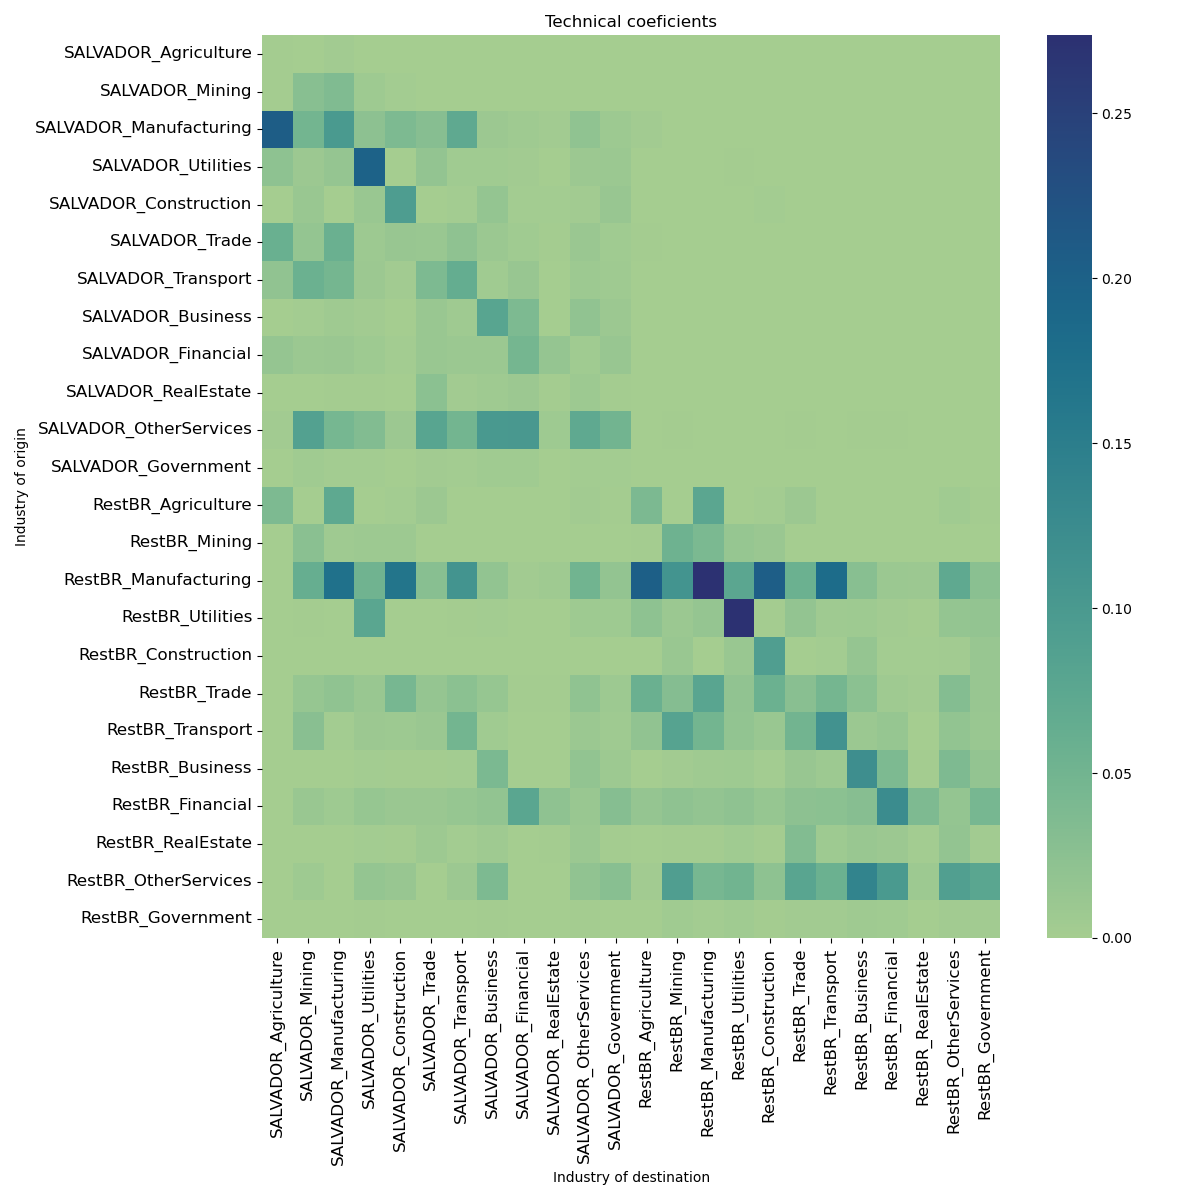 Technical coeficients
SALVADOR_Agriculture
SALVADOR_Mining
SALVADOR_Manufacturing
SALVADOR_Utilities
SALVADOR_Construction
SALVADOR_Trade
SALVADOR_Transport
SALVADOR_Business
SALVADOR_Financial
SALVADOR_RealEstate
SALVADOR_OtherServices
SALVADOR_Government
RestBR_Agriculture
RestBR_Mining
RestBR_Manufacturing
RestBR_Utilities
RestBR_Construction
RestBR_Trade
RestBR_Transport
RestBR_Business
RestBR_Financial
RestBR_RealEstate
RestBR_OtherServices
RestBR_Government
Industry of origin
SALVADOR_Agriculture
SALVADOR_Mining
SALVADOR_Manufacturing
SALVADOR_Utilities
SALVADOR_Construction
SALVADOR_Trade
SALVADOR_Transport
SALVADOR_Business
SALVADOR_Financial
SALVADOR_RealEstate
SALVADOR_OtherServices
SALVADOR_Government
RestBR_Agriculture
RestBR_Mining
RestBR_Manufacturing
RestBR_Utilities
RestBR_Construction
RestBR_Trade
RestBR_Transport
RestBR_Business
RestBR_Financial
RestBR_RealEstate
RestBR_OtherServices
RestBR_Government
Industry of destination
0.25
0.20
0.15
0.10
0.05
0.00